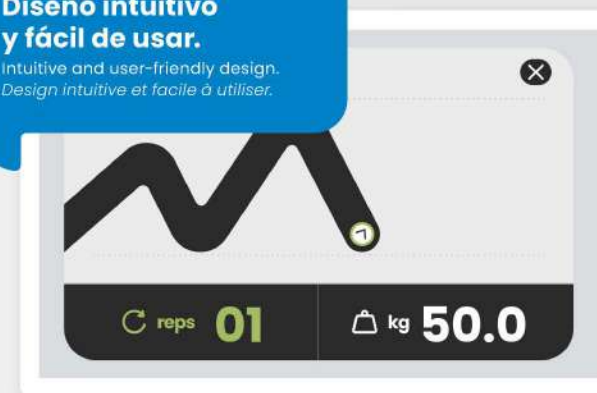 Diseño intuitivo
y fácil de usar.
Intuitive and user-friendly design.
Design intuitive et facile à utiliser.
reps 01
kg 50.0